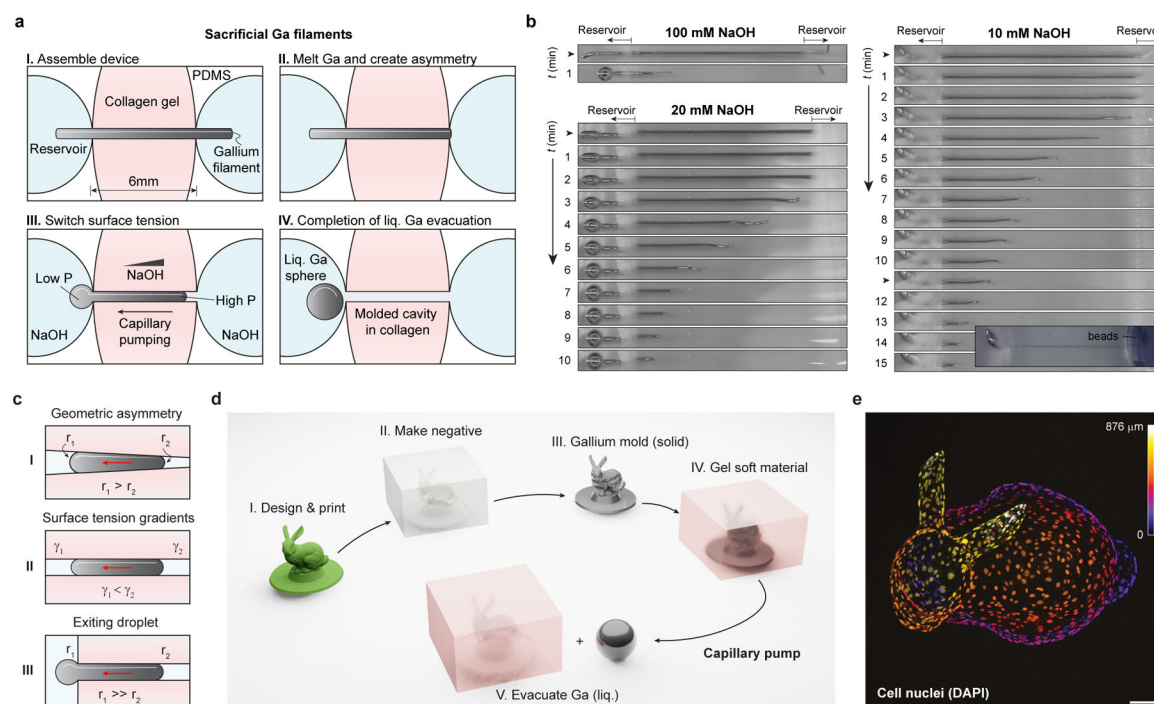 a
Sacrificial Ga filaments
I. Assemble device
PDMS
Collagen gel
Reservoir
Gallium
filament
6mm
II. Melt Ga and create asymmetry
III. Switch surface tension
Low P
NaOH
High P
NaOH
Capillary
pumping
NaOH
IV. Completion of liq. Ga evacuation
Liq. Ga
sphere
Molded cavity
in collagen
b
Reservoir
100 mM NaOH
Reservoir
t (min)
1
Reservoir
20 mM NaOH
Reservoir
t (min)
1
2
3
4
5
6
7
8
9
10
Reservoir
10 mM NaOH
Reservoir
t (min)
1
2
3
4
5
6
7
8
9
10
12
13
14
15
beads
c
Geometric asymmetry
r1
r2
I
r1 > r2
Surface tension gradients
γ1
γ2
II
γ1 < γ2
Exiting droplet
r1
r2
III
r1 >> r2
d
I. Design & print
II. Make negative
III. Gallium mold (solid)
IV. Gel soft material
Capillary pump
+
V. Evacuate Ga (liq.)
e
876 μm
0
Cell nuclei (DAPI)